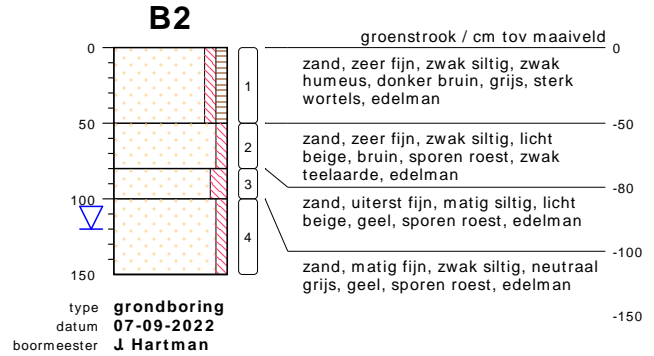 B2
groenstrook / cm tov maaiveld
0
0
zand, zeer fijn, zwak siltig, zwak
humeus, donker bruin, grijs, sterk
wortels, edelman
1
50
-50
zand, zeer fijn, zwak siltig, licht
beige, bruin, sporen roest, zwak
teelaarde, edelman
2
-80
3
zand, uiterst fijn, matig siltig, licht
beige, geel, sporen roest, edelman
100
4
-100
zand, matig fijn, zwak siltig, neutraal
grijs, geel, sporen roest, edelman
150
-150
type grondboring
datum 07-09-2022
boormeester J. Hartman